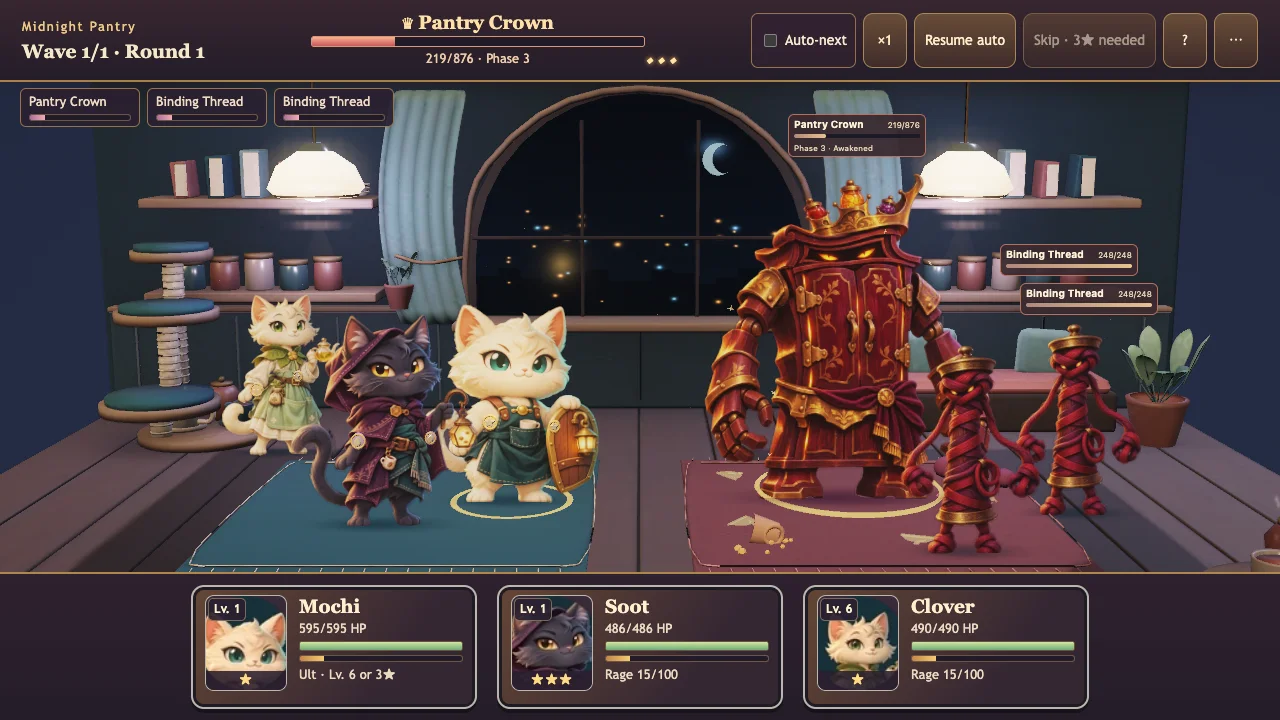 Midnight Pantry
Wave 1/1 · Round 1
♛ Pantry Crown
219/876 · Phase 3
Auto-next
×1
Resume auto
Skip · 3★ needed
?
···
Pantry Crown
Binding Thread
Binding Thread
Pantry Crown 219/876
Phase 3 · Awakened
Binding Thread 248/248
Binding Thread 248/248
Lv. 1
Mochi
595/595 HP
Ult · Lv. 6 or 3★
Lv. 1
Soot
486/486 HP
Rage 15/100
Lv. 6
Clover
490/490 HP
Rage 15/100